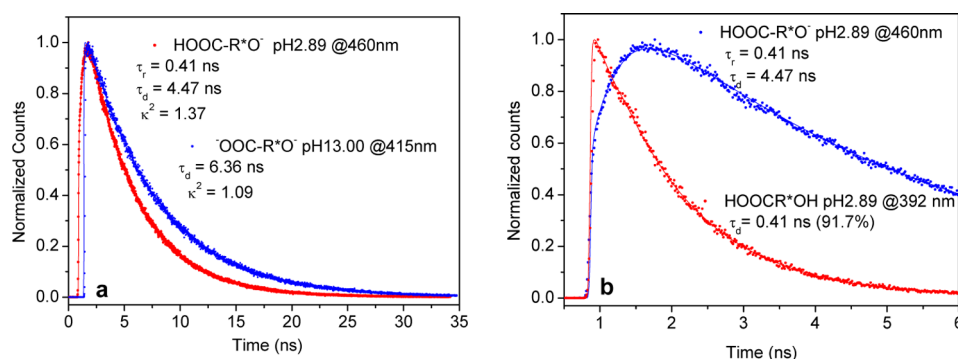 HOOC-R*O⁻ pH2.89 @460nm
τr = 0.41 ns
τd = 4.47 ns
κ² = 1.37
⁻OOC-R*O⁻ pH13.00 @415nm
τd = 6.36 ns
κ² = 1.09
a
Normalized Counts
1.0
0.8
0.6
0.4
0.2
0.0
0 5 10 15 20 25 30 35
Time (ns)
HOOC-R*O⁻ pH2.89 @460nm
τr = 0.41 ns
τd = 4.47 ns
HOOCR*OH pH2.89 @392 nm
τd = 0.41 ns (91.7%)
b
Normalized counts
1.0
0.8
0.6
0.4
0.2
0.0
1 2 3 4 5 6
Time (ns)